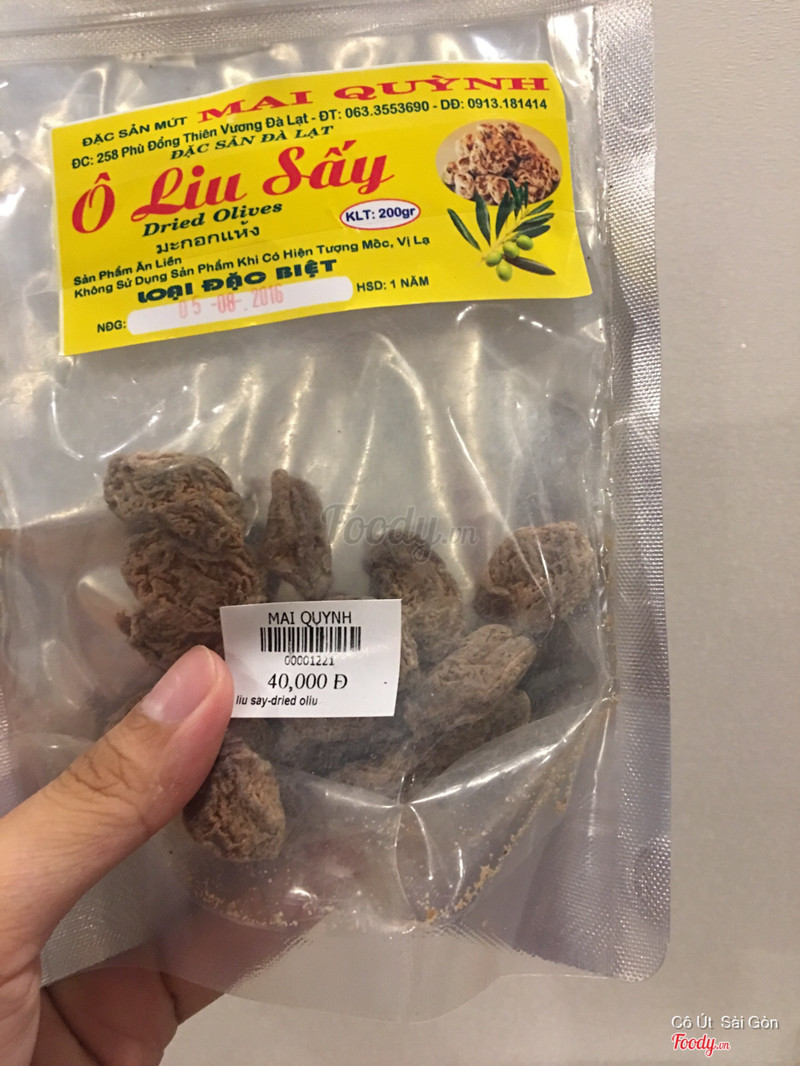 ĐẶC SẢN MỨT MAI QUỲNH
ĐC: 258 Phù Đổng Thiên Vương Đà Lạt - ĐT: 063.3553690 - DĐ: 0913.181414
ĐẶC SẢN ĐÀ LẠT
Ô Liu Sấy
Dried Olives
KLT: 200gr
มะกอกแห้ง
Sản Phẩm Ăn Liền
Không Sử Dụng Sản Phẩm Khi Có Hiện Tượng Mốc, Vị Lạ
LOẠI ĐẶC BIỆT
NĐG: 05 -08- 2016 HSD: 1 NĂM
Foody.vn
MAI QUYNH
00001221
40,000 Đ
liu say-dried oliu
Cô Út Sài Gòn
Foody.vn